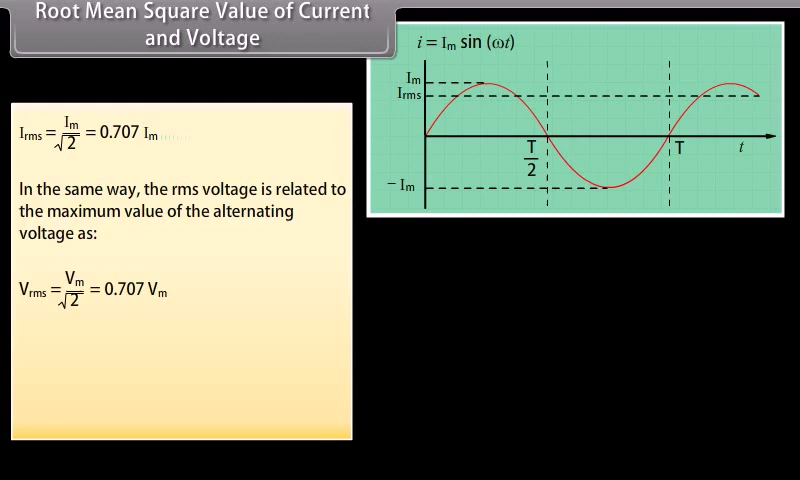 Root Mean Square Value of Current
and Voltage
i = Im sin (ωt)
Im
Irms
T/2
T
t
− Im
Irms = Im/√2 = 0.707 Im
In the same way, the rms voltage is related to
the maximum value of the alternating
voltage as:
Vrms = Vm/√2 = 0.707 Vm